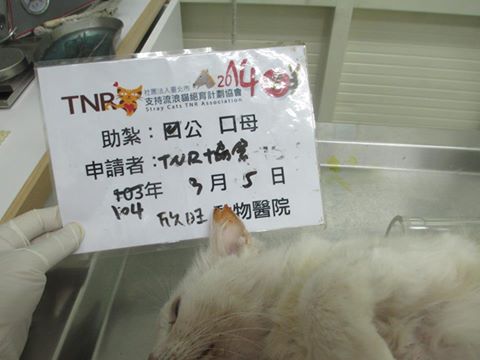 TNR 社團法人臺北市 2014
支持流浪貓絕育計劃協會
Stray Cats TNR Association
助紮：☑公 口母
申請者：TNR協會
103年 9月5日
104 欣旺 動物醫院